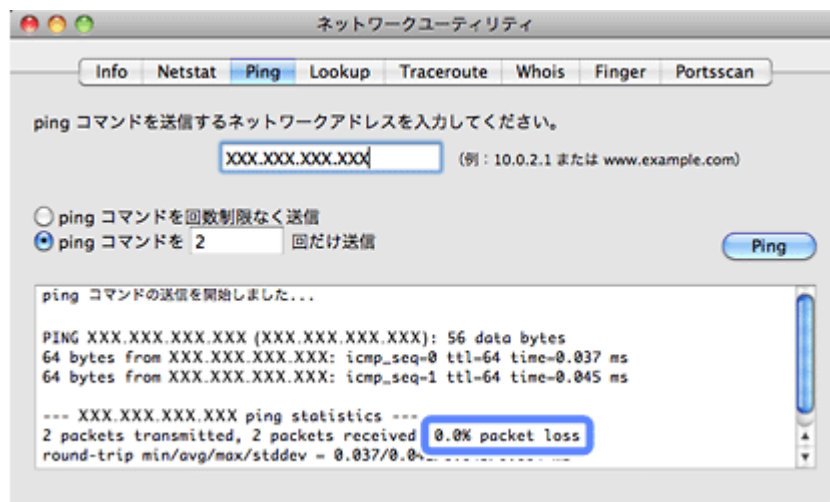 ネットワークユーティリティ
Info Netstat Ping Lookup Traceroute Whois Finger Portsscan
ping コマンドを送信するネットワークアドレスを入力してください。
XXX.XXX.XXX.XXX (例：10.0.2.1 または www.example.com)
ping コマンドを回数制限なく送信
ping コマンドを 2 回だけ送信
Ping
ping コマンドの送信を開始しました...
PING XXX.XXX.XXX.XXX (XXX.XXX.XXX.XXX): 56 data bytes
64 bytes from XXX.XXX.XXX.XXX: icmp_seq=0 ttl=64 time=0.037 ms
64 bytes from XXX.XXX.XXX.XXX: icmp_seq=1 ttl=64 time=0.045 ms
--- XXX.XXX.XXX.XXX ping statistics ---
2 packets transmitted, 2 packets received 0.0% packet loss
round-trip min/avg/max/stddev =